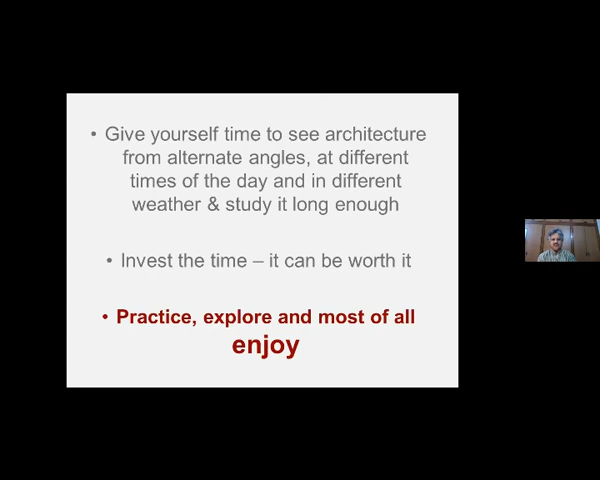 • Give yourself time to see architecture
from alternate angles, at different
times of the day and in different
weather & study it long enough
• Invest the time – it can be worth it
• Practice, explore and most of all
enjoy